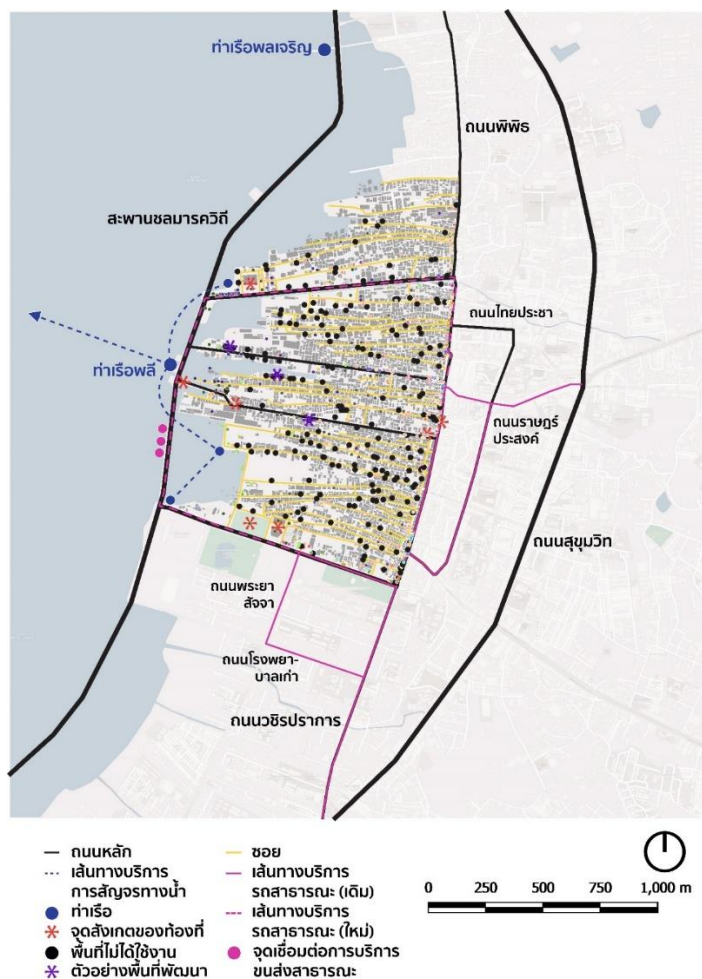 ท่าเรือพลเจริญ
ถนนพิพิธ
สะพานชลมารควิถี
ถนนไทยประชา
ท่าเรือพลี
ถนนราษฎร์
ประสงค์
ถนนสุขุมวิท
ถนนพระยา
สัจจา
ถนนโรงพยา-
บาลเก่า
ถนนวชิรปราการ
ถนนหลัก
เส้นทางบริการ
การสัญจรทางน้ำ
ท่าเรือ
จุดสังเกตของท้องที่
พื้นที่ไม่ได้ใช้งาน
ตัวอย่างพื้นที่พัฒนา
ซอย
เส้นทางบริการ
รถสาธารณะ (เดิม)
เส้นทางบริการ
รถสาธารณะ (ใหม่)
จุดเชื่อมต่อการบริการ
ขนส่งสาธารณะ
0 250 500 750 1,000 m